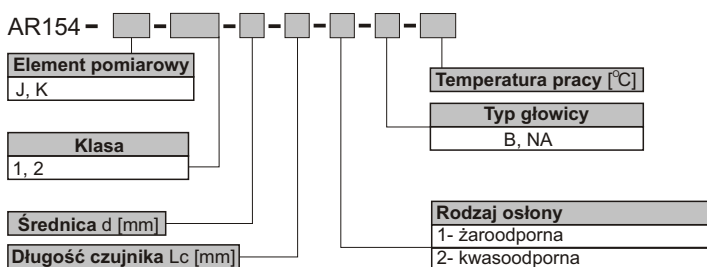 AR154 - - - - - - -
Element pomiarowy
J, K
Klasa
1, 2
Średnica d [mm]
Długość czujnika Lc [mm]
Temperatura pracy [°C]
Typ głowicy
B, NA
Rodzaj osłony
1- żaroodporna
2- kwasoodporna